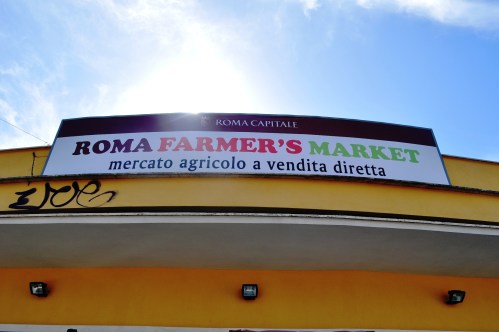 ROMA CAPITALE
ROMA FARMER'S MARKET
mercato agricolo a vendita diretta